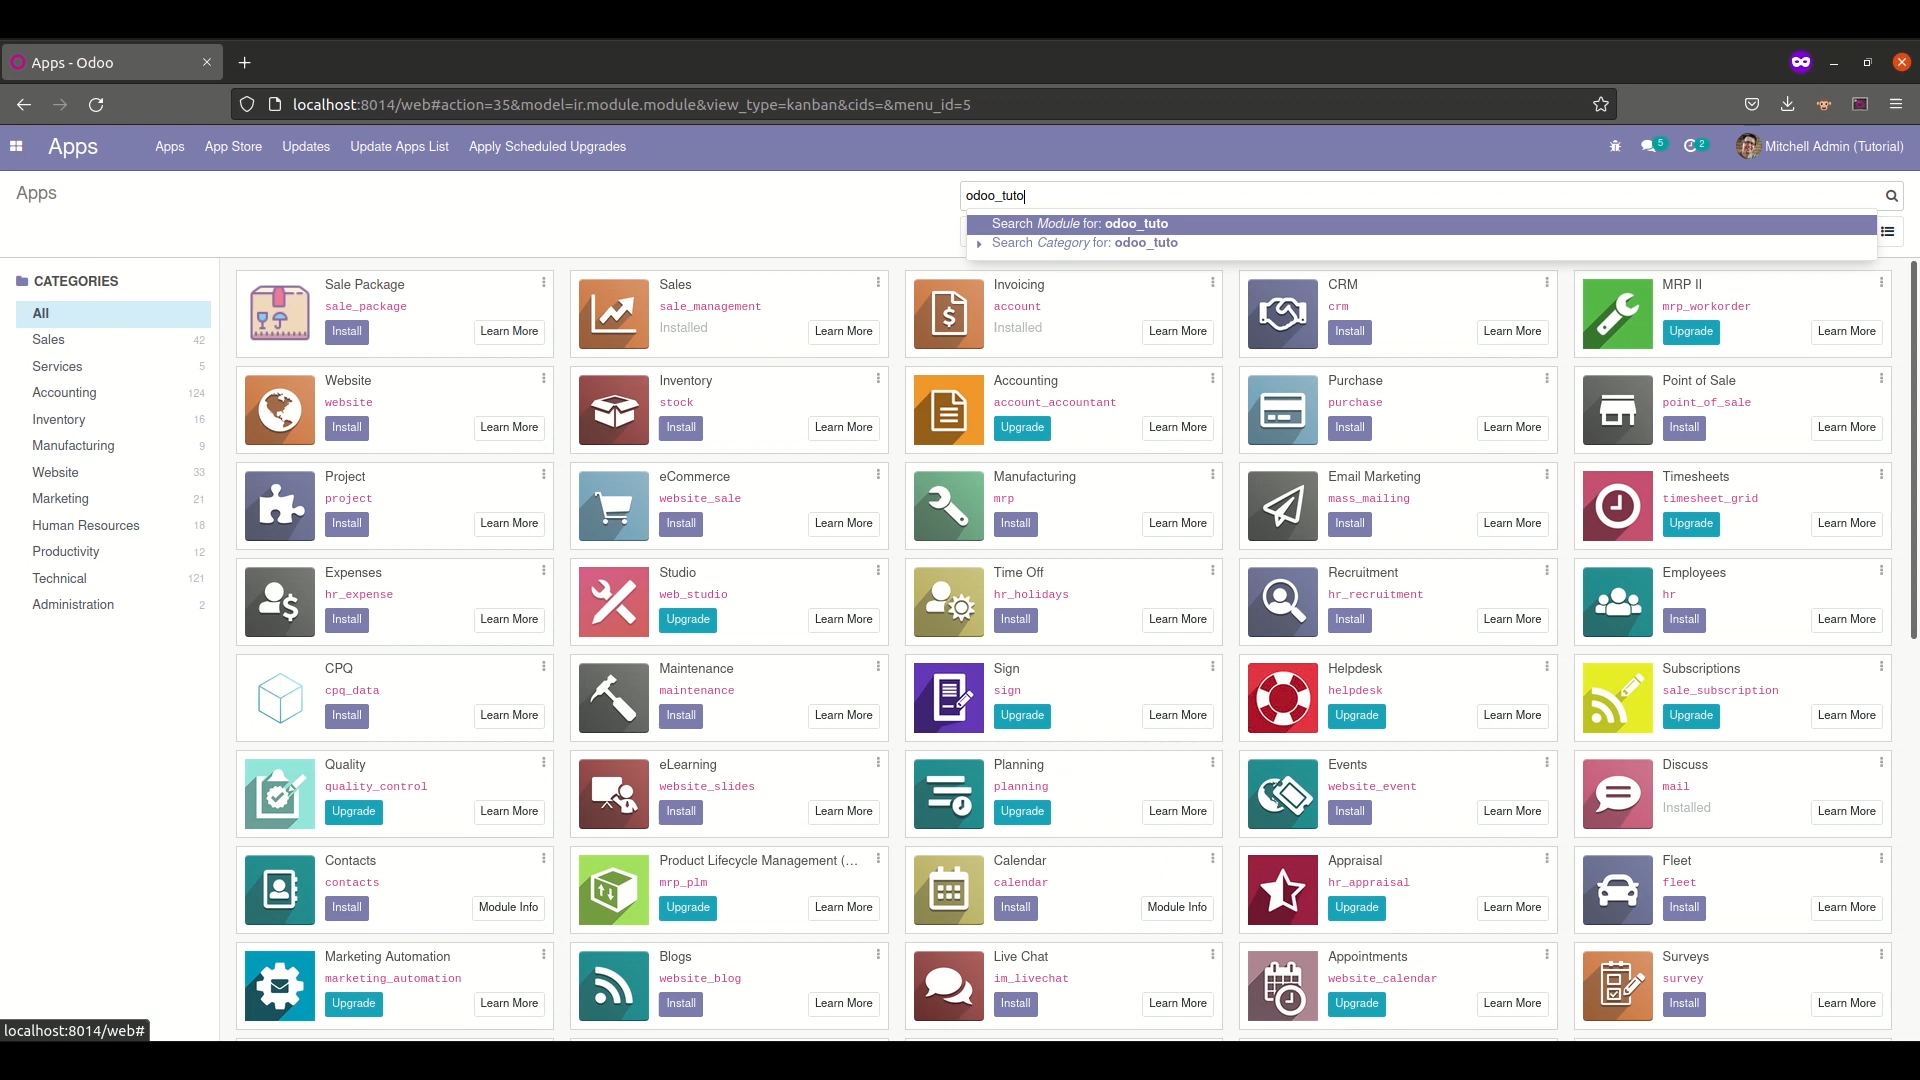 Apps - Odoo
localhost:8014/web#action=35&model=ir.module.module&view_type=kanban&cids=&menu_id=5
Apps
Apps
App Store
Updates
Update Apps List
Apply Scheduled Upgrades
5
2
Mitchell Admin (Tutorial)
Apps
odoo_tuto
Search Module for: odoo_tuto
Search Category for: odoo_tuto
CATEGORIES
All
Sales 42
Services 5
Accounting 124
Inventory 16
Manufacturing 9
Website 33
Marketing 21
Human Resources 18
Productivity 12
Technical 121
Administration 2
Sale Package
sale_package
Install Learn More
Sales
sale_management
Installed Learn More
Invoicing
account
Installed Learn More
CRM
crm
Install Learn More
MRP II
mrp_workorder
Upgrade Learn More
Website
website
Install Learn More
Inventory
stock
Install Learn More
Accounting
account_accountant
Upgrade Learn More
Purchase
purchase
Install Learn More
Point of Sale
point_of_sale
Install Learn More
Project
project
Install Learn More
eCommerce
website_sale
Install Learn More
Manufacturing
mrp
Install Learn More
Email Marketing
mass_mailing
Install Learn More
Timesheets
timesheet_grid
Upgrade Learn More
Expenses
hr_expense
Install Learn More
Studio
web_studio
Upgrade Learn More
Time Off
hr_holidays
Install Learn More
Recruitment
hr_recruitment
Install Learn More
Employees
hr
Install Learn More
CPQ
cpq_data
Install Learn More
Maintenance
maintenance
Install Learn More
Sign
sign
Upgrade Learn More
Helpdesk
helpdesk
Upgrade Learn More
Subscriptions
sale_subscription
Upgrade Learn More
Quality
quality_control
Upgrade Learn More
eLearning
website_slides
Install Learn More
Planning
planning
Upgrade Learn More
Events
website_event
Install Learn More
Discuss
mail
Installed Learn More
Contacts
contacts
Install Module Info
Product Lifecycle Management (...
mrp_plm
Upgrade Learn More
Calendar
calendar
Install Module Info
Appraisal
hr_appraisal
Upgrade Learn More
Fleet
fleet
Install Learn More
Marketing Automation
marketing_automation
Upgrade Learn More
Blogs
website_blog
Install Learn More
Live Chat
im_livechat
Install Learn More
Appointments
website_calendar
Upgrade Learn More
Surveys
survey
Install Learn More
localhost:8014/web#